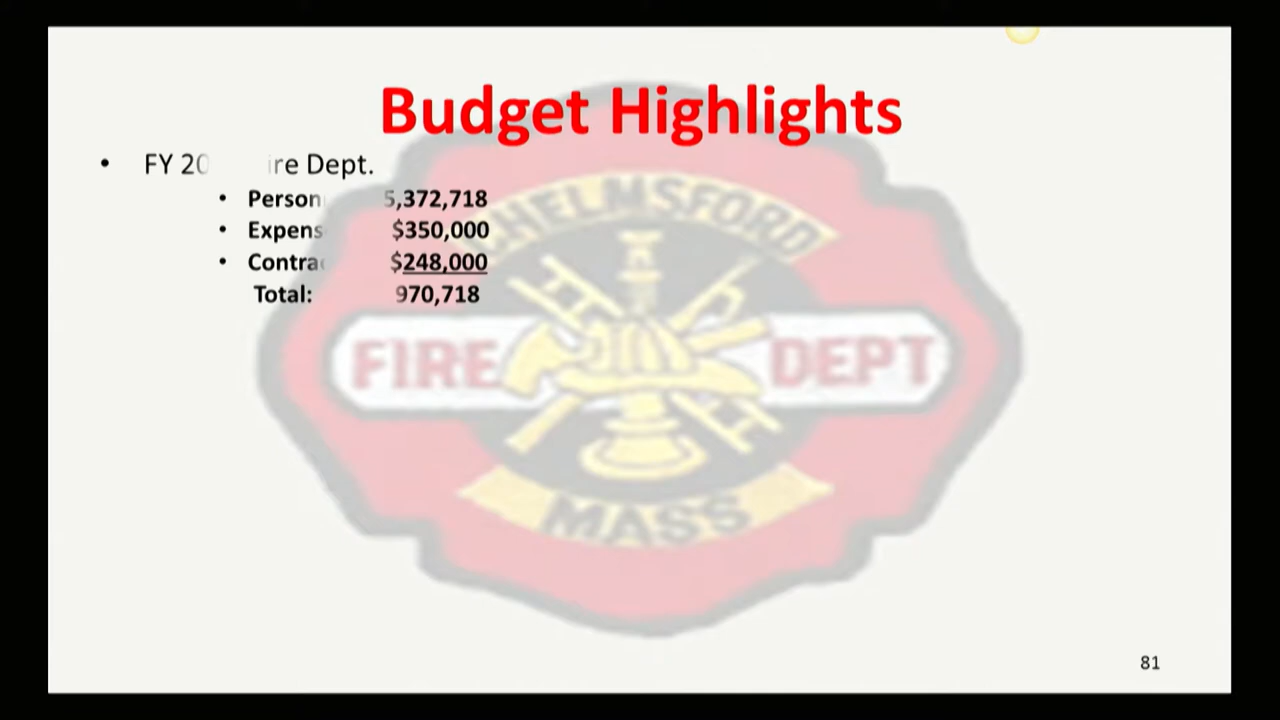 Budget Highlights
• FY 20 ire Dept.
• Person 5,372,718
• Expens $350,000
• Contra $248,000
Total: 970,718
CHELMSFORD
FIRE DEPT
MASS
81